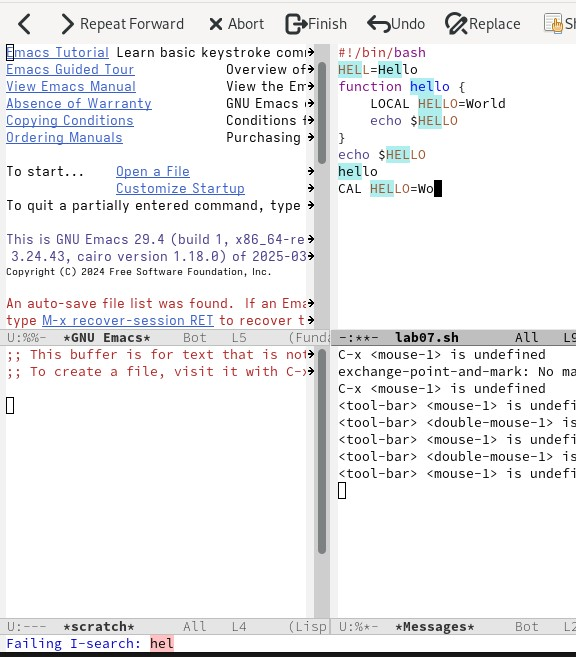 Repeat Forward Abort Finish Undo Replace
Emacs Tutorial Learn basic keystroke com
Emacs Guided Tour Overview of
View Emacs Manual View the Em
Absence of Warranty GNU Emacs
Copying Conditions Conditions f
Ordering Manuals Purchasing
To start... Open a File
Customize Startup
To quit a partially entered command, type
This is GNU Emacs 29.4 (build 1, x86_64-re
3.24.43, cairo version 1.18.0) of 2025-03
Copyright (C) 2024 Free Software Foundation, Inc.
An auto-save file list was found. If an Ema
type M-x recover-session RET to recover t
U:%%- *GNU Emacs* Bot L5 (Funda
#!/bin/bash
HELL=Hello
function hello {
LOCAL HELLO=World
echo $HELLO
}
echo $HELLO
hello
CAL HELLO=Wo
-:**- lab07.sh All L9
;; This buffer is for text that is not
;; To create a file, visit it with C-x
U:--- *scratch* All L4 (Lisp
C-x <mouse-1> is undefined
exchange-point-and-mark: No ma
C-x <mouse-1> is undefined
<tool-bar> <mouse-1> is undefi
<tool-bar> <double-mouse-1> is
<tool-bar> <mouse-1> is undefi
<tool-bar> <mouse-1> is undefi
<tool-bar> <double-mouse-1> is
<tool-bar> <mouse-1> is undefi
U:%*- *Messages* Bot L2
Failing I-search: hel